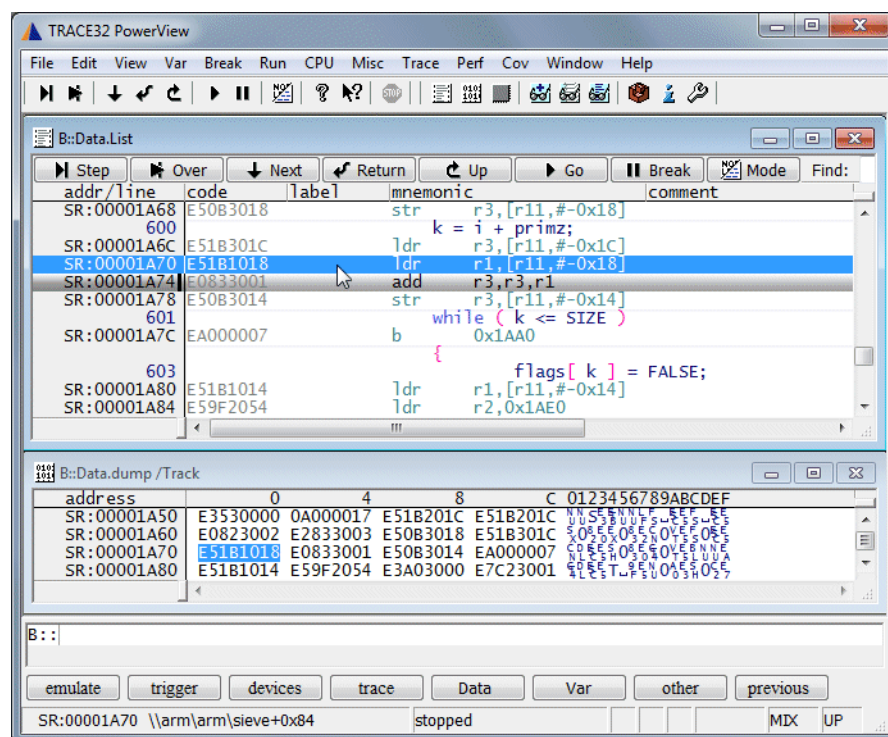 TRACE32 PowerView
File Edit View Var Break Run CPU Misc Trace Perf Cov Window Help
B::Data.List
Step Over Next Return Up Go Break Mode Find:
addr/line code label mnemonic comment
SR:00001A68 E50B3018 str r3,[r11,#-0x18]
600 k = i + primz;
SR:00001A6C E51B301C ldr r3,[r11,#-0x1C]
SR:00001A70 E51B1018 ldr r1,[r11,#-0x18]
SR:00001A74 E0833001 add r3,r3,r1
SR:00001A78 E50B3014 str r3,[r11,#-0x14]
601 while ( k <= SIZE )
SR:00001A7C EA000007 b 0x1AA0
{
603 flags[ k ] = FALSE;
SR:00001A80 E51B1014 ldr r1,[r11,#-0x14]
SR:00001A84 E59F2054 ldr r2,0x1AE0
B::Data.dump /Track
address 0 4 8 C 0123456789ABCDEF
SR:00001A50 E3530000 0A000017 E51B201C E51B201C
SR:00001A60 E0823002 E2833003 E50B3018 E51B301C
SR:00001A70 E51B1018 E0833001 E50B3014 EA000007
SR:00001A80 E51B1014 E59F2054 E3A03000 E7C23001
B::
emulate trigger devices trace Data Var other previous
SR:00001A70 \\arm\arm\sieve+0x84 stopped MIX UP